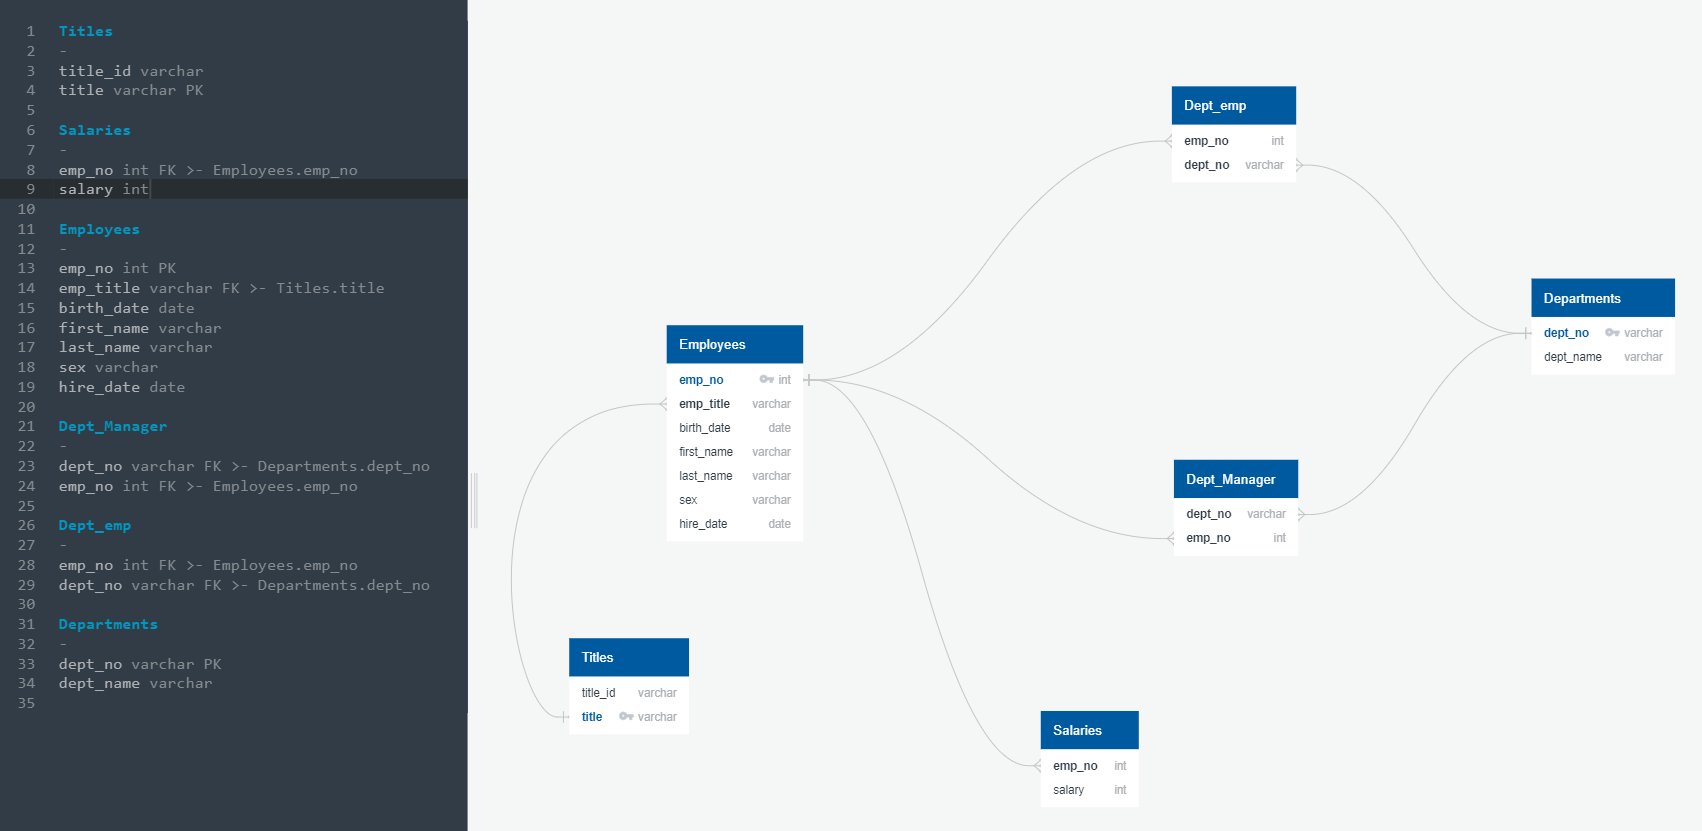 1 Titles
2 -
3 title_id varchar
4 title varchar PK
5
6 Salaries
7 -
8 emp_no int FK >- Employees.emp_no
9 salary int
10
11 Employees
12 -
13 emp_no int PK
14 emp_title varchar FK >- Titles.title
15 birth_date date
16 first_name varchar
17 last_name varchar
18 sex varchar
19 hire_date date
20
21 Dept_Manager
22 -
23 dept_no varchar FK >- Departments.dept_no
24 emp_no int FK >- Employees.emp_no
25
26 Dept_emp
27 -
28 emp_no int FK >- Employees.emp_no
29 dept_no varchar FK >- Departments.dept_no
30
31 Departments
32 -
33 dept_no varchar PK
34 dept_name varchar
35
Dept_emp
emp_no int
dept_no varchar
Departments
dept_no varchar
dept_name varchar
Employees
emp_no int
emp_title varchar
birth_date date
first_name varchar
last_name varchar
sex varchar
hire_date date
Dept_Manager
dept_no varchar
emp_no int
Titles
title_id varchar
title varchar
Salaries
emp_no int
salary int